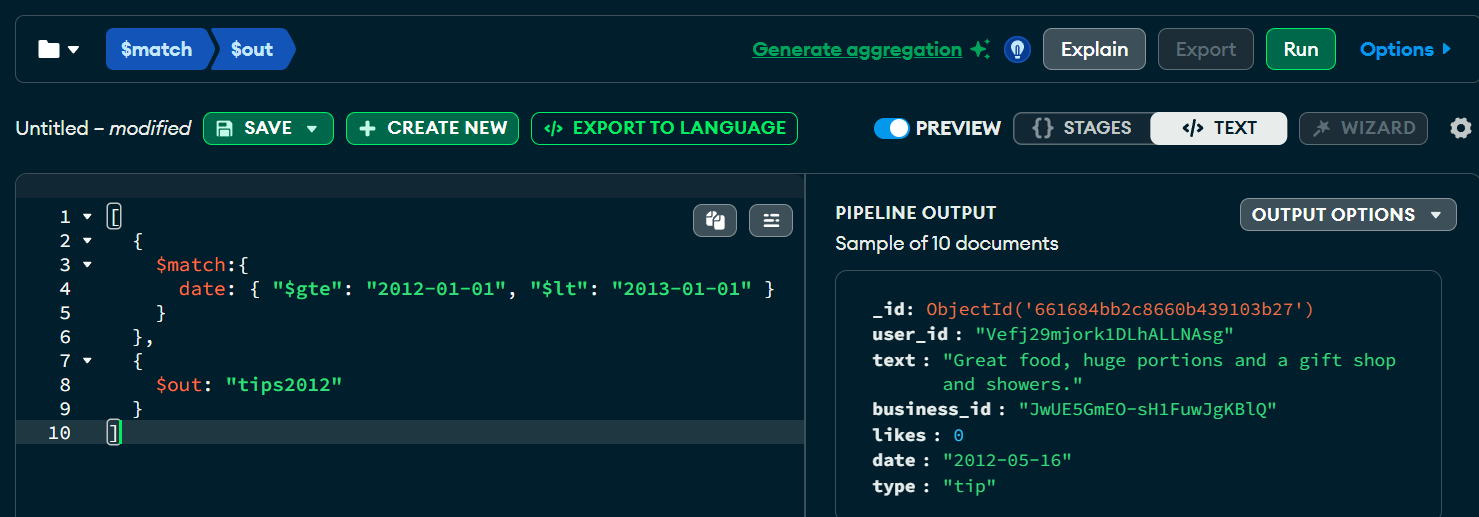 $match $out Generate aggregation Explain Export Run Options
Untitled – modified SAVE CREATE NEW EXPORT TO LANGUAGE PREVIEW STAGES TEXT WIZARD
1 [
2 {
3 $match:{
4 date: { "$gte": "2012-01-01", "$lt": "2013-01-01" }
5 }
6 },
7 {
8 $out: "tips2012"
9 }
10 ]
PIPELINE OUTPUT
OUTPUT OPTIONS
Sample of 10 documents
_id: ObjectId('661684bb2c8660b439103b27')
user_id : "Vefj29mjork1DLhALLNAsg"
text : "Great food, huge portions and a gift shop
and showers."
business_id : "JwUE5GmEO-sH1FuwJgKBlQ"
likes : 0
date : "2012-05-16"
type : "tip"